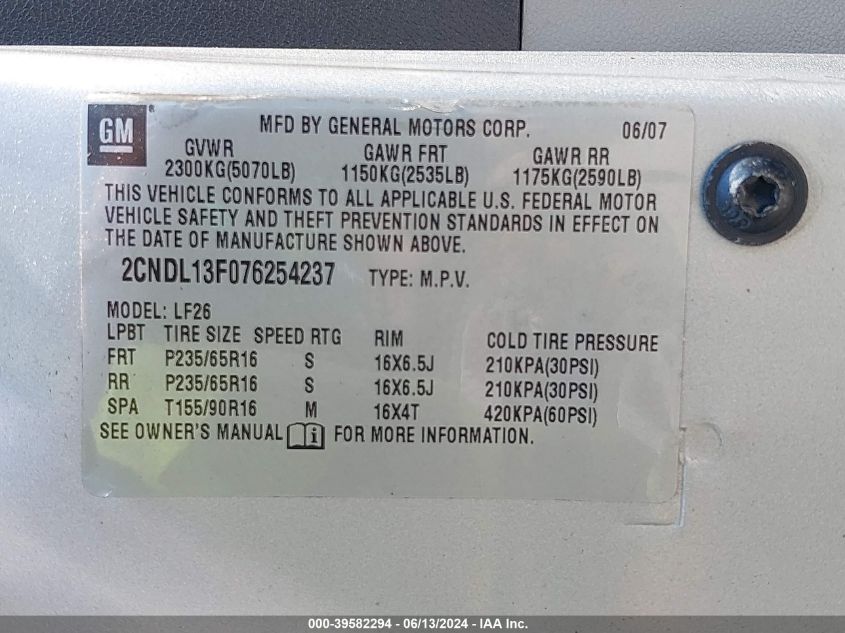 GM ® MFD BY GENERAL MOTORS CORP. 06/07
GVWR GAWR FRT GAWR RR
2300KG(5070LB) 1150KG(2535LB) 1175KG(2590LB)
THIS VEHICLE CONFORMS TO ALL APPLICABLE U.S. FEDERAL MOTOR
VEHICLE SAFETY AND THEFT PREVENTION STANDARDS IN EFFECT ON
THE DATE OF MANUFACTURE SHOWN ABOVE.
2CNDL13F076254237 TYPE: M.P.V.
MODEL: LF26
LPBT TIRE SIZE SPEED RTG RIM COLD TIRE PRESSURE
FRT P235/65R16 S 16X6.5J 210KPA(30PSI)
RR P235/65R16 S 16X6.5J 210KPA(30PSI)
SPA T155/90R16 M 16X4T 420KPA(60PSI)
SEE OWNER'S MANUAL i FOR MORE INFORMATION.
000-39582294 - 06/13/2024 - IAA Inc.